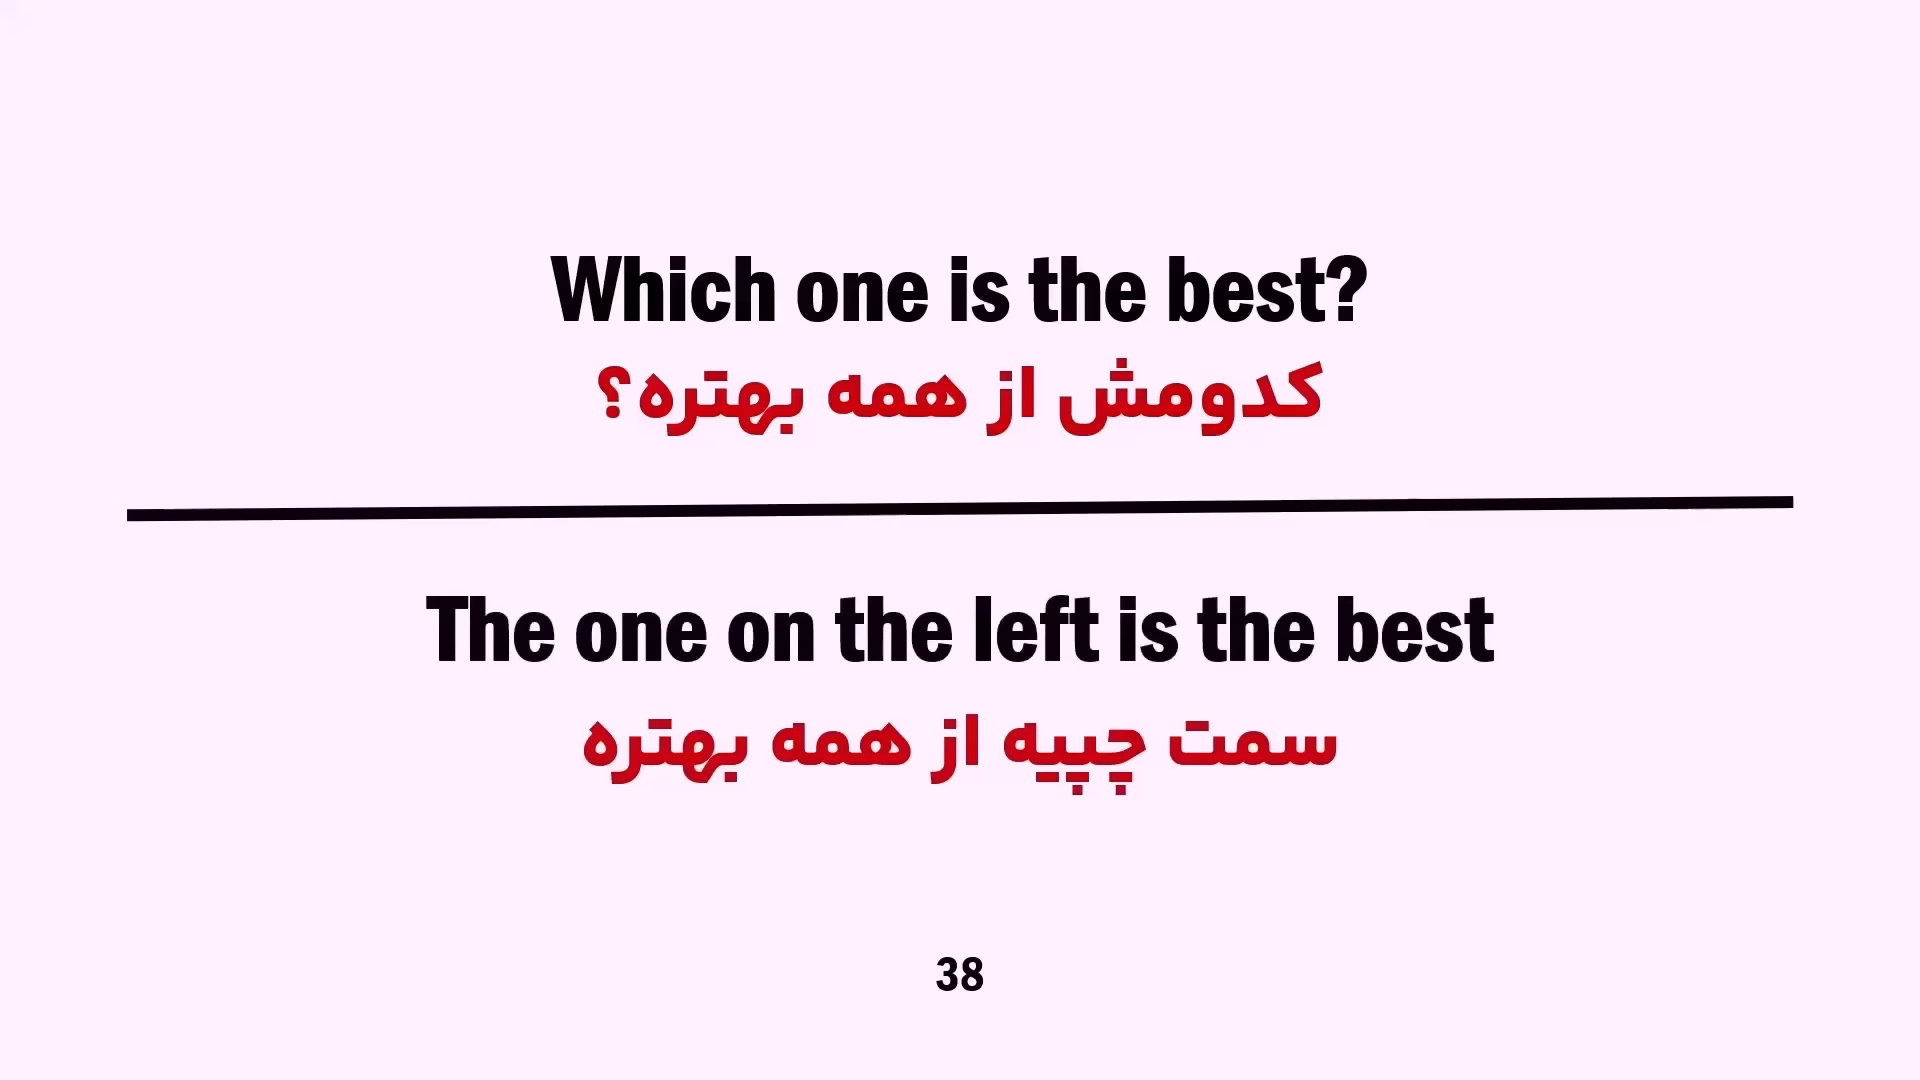 Which one is the best?
کدومش از همه بهتره؟
The one on the left is the best
سمت چپیه از همه بهتره
38